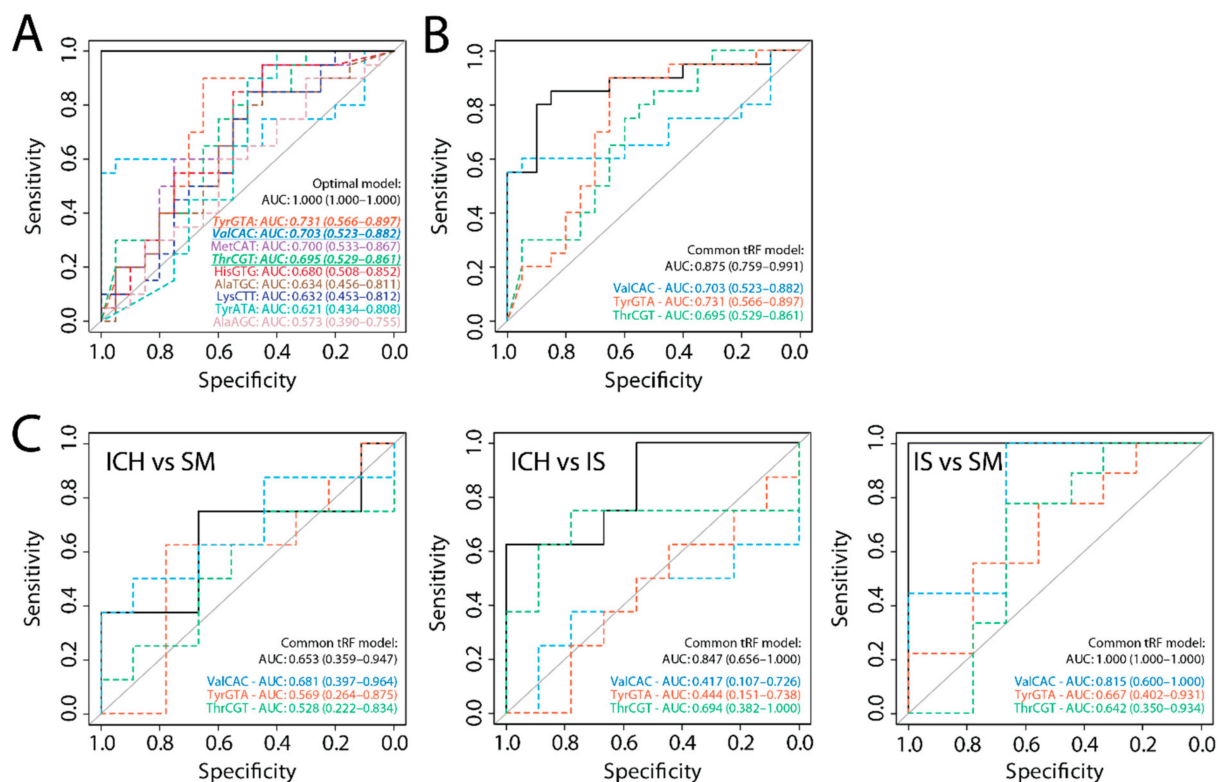 A
Sensitivity
1.0
0.8
0.6
0.4
0.2
0.0
Optimal model:
AUC: 1.000 (1.000–1.000)
TyrGTA: AUC: 0.731 (0.566–0.897)
ValCAC: AUC: 0.703 (0.523–0.882)
MetCAT: AUC: 0.700 (0.533–0.867)
ThrCGT: AUC: 0.695 (0.529–0.861)
HisGTG: AUC: 0.680 (0.508–0.852)
AlaTGC: AUC: 0.634 (0.456–0.811)
LysCTT: AUC: 0.632 (0.453–0.812)
TyrATA: AUC: 0.621 (0.434–0.808)
AlaAGC: AUC: 0.573 (0.390–0.755)
1.0 0.8 0.6 0.4 0.2 0.0
Specificity
B
Sensitivity
1.0
0.8
0.6
0.4
0.2
0.0
Common tRF model:
AUC: 0.875 (0.759–0.991)
ValCAC - AUC: 0.703 (0.523–0.882)
TyrGTA - AUC: 0.731 (0.566–0.897)
ThrCGT - AUC: 0.695 (0.529–0.861)
1.0 0.8 0.6 0.4 0.2 0.0
Specificity
C
ICH vs SM
Sensitivity
1.0
0.8
0.6
0.4
0.2
0.0
Common tRF model:
AUC: 0.653 (0.359–0.947)
ValCAC - AUC: 0.681 (0.397–0.964)
TyrGTA - AUC: 0.569 (0.264–0.875)
ThrCGT - AUC: 0.528 (0.222–0.834)
1.0 0.8 0.6 0.4 0.2 0.0
Specificity
ICH vs IS
Sensitivity
1.0
0.8
0.6
0.4
0.2
0.0
Common tRF model:
AUC: 0.847 (0.656–1.000)
ValCAC - AUC: 0.417 (0.107–0.726)
TyrGTA - AUC: 0.444 (0.151–0.738)
ThrCGT - AUC: 0.694 (0.382–1.000)
1.0 0.8 0.6 0.4 0.2 0.0
Specificity
IS vs SM
Sensitivity
1.0
0.8
0.6
0.4
0.2
0.0
Common tRF model:
AUC: 1.000 (1.000–1.000)
ValCAC - AUC: 0.815 (0.600–1.000)
TyrGTA - AUC: 0.667 (0.402–0.931)
ThrCGT - AUC: 0.642 (0.350–0.934)
1.0 0.8 0.6 0.4 0.2 0.0
Specificity